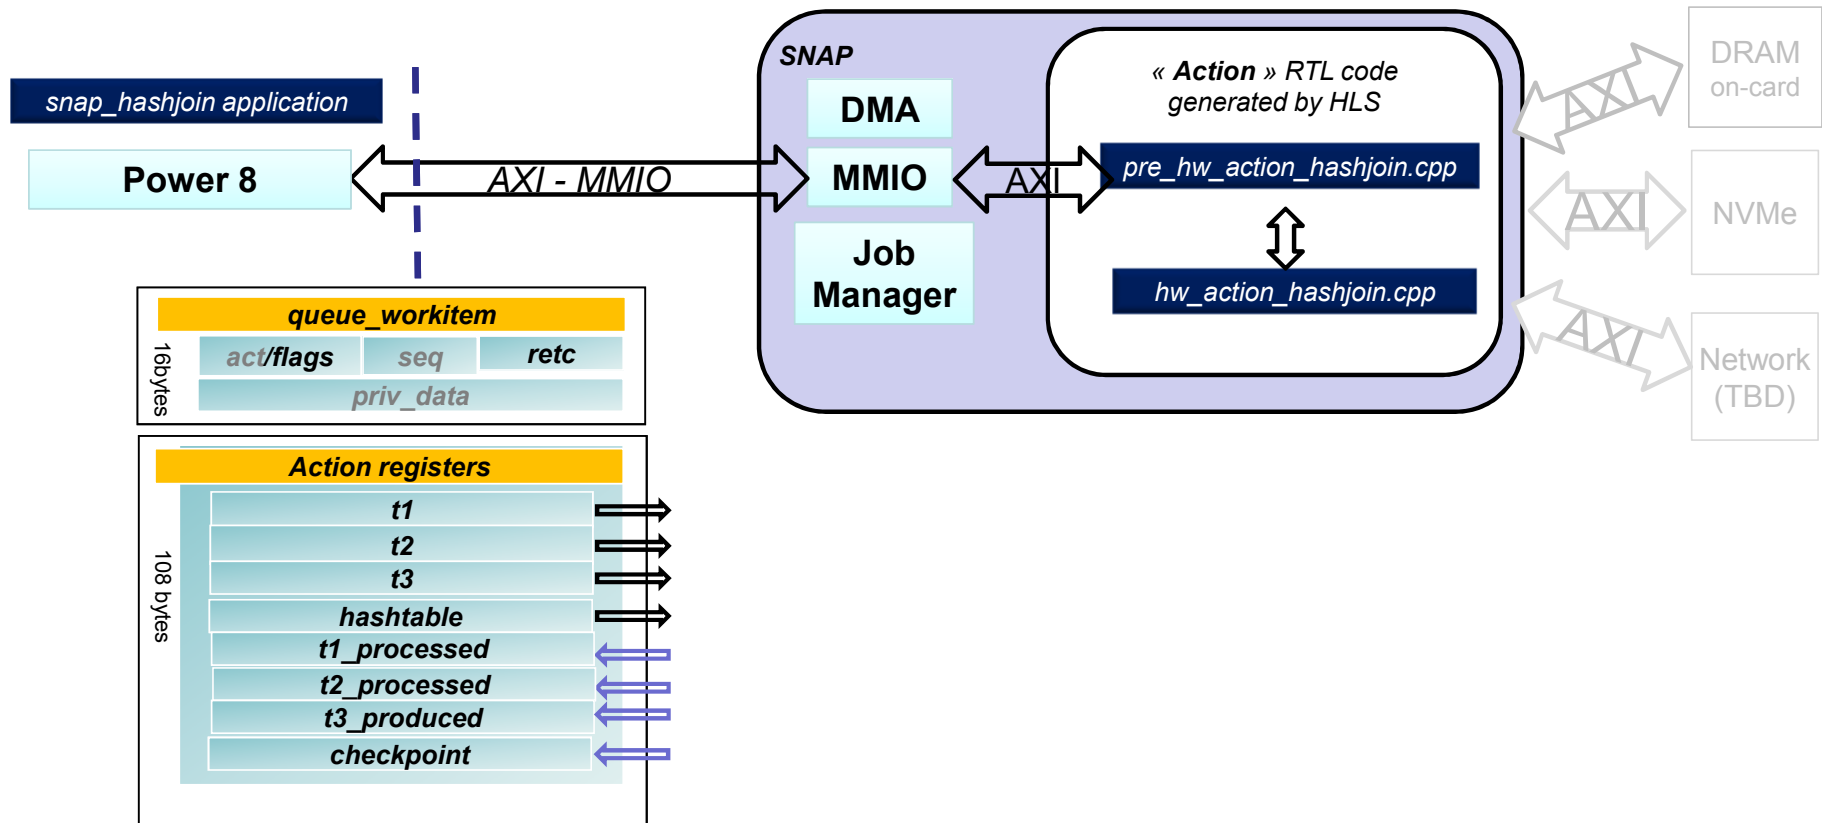 snap_hashjoin application
Power 8
AXI - MMIO
SNAP
DMA
MMIO
Job
Manager
AXI
« Action » RTL code
generated by HLS
pre_hw_action_hashjoin.cpp
hw_action_hashjoin.cpp
AXI
DRAM
on-card
AXI
NVMe
AXI
Network
(TBD)
queue_workitem
16bytes
act/flags
seq
retc
priv_data
Action registers
108 bytes
t1
t2
t3
hashtable
t1_processed
t2_processed
t3_produced
checkpoint